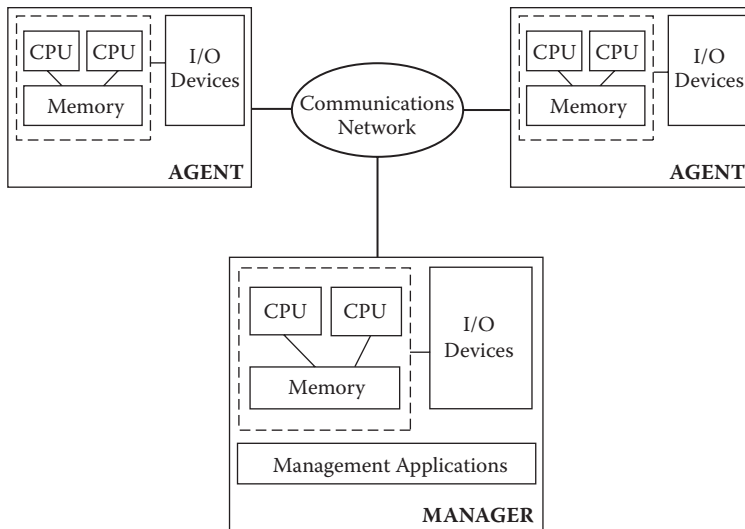 CPU CPU
I/O
Devices
Memory
AGENT
Communications
Network
CPU CPU
I/O
Devices
Memory
AGENT
CPU CPU
I/O
Devices
Memory
Management Applications
MANAGER